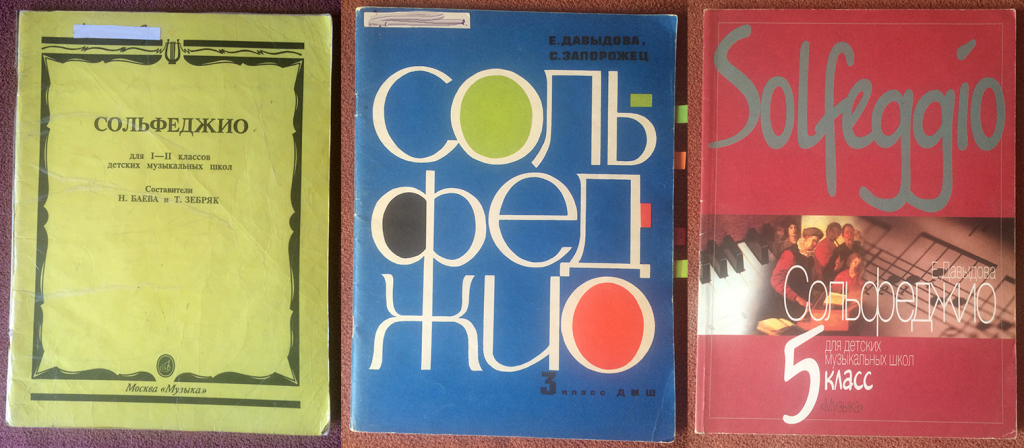 СОЛЬФЕДЖИО
для I—II классов
детских музыкальных школ
Составители
Н. БАЕВА и Т. ЗЕБРЯК
Москва «Музыка»
Е. ДАВЫДОВА,
С. ЗАПОРОЖЕЦ
СОЛЬ
ФЕД
ЖИО
3 класс ДМШ
Solfeggio
Е. Давыдова
Сольфеджио
5 класс
для детских
музыкальных школ
«Музыка»